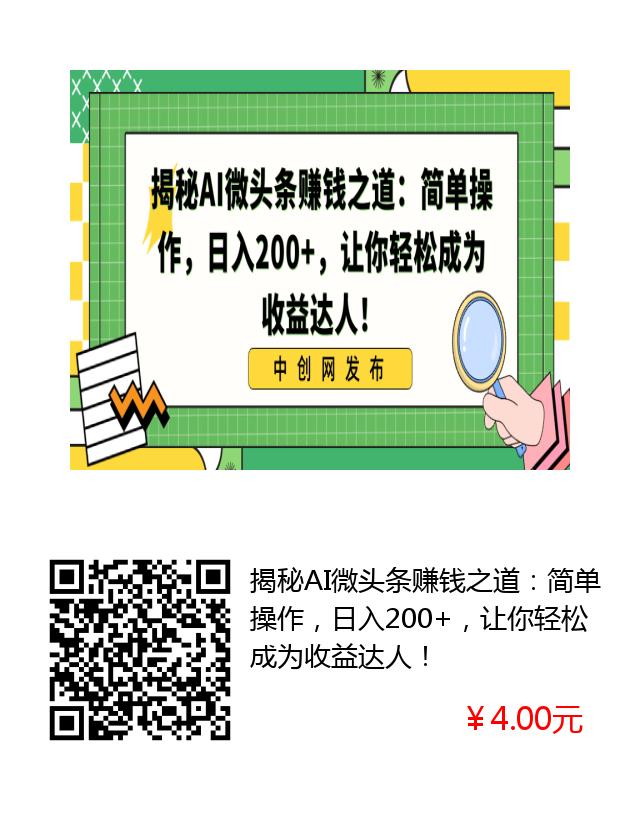 揭秘AI微头条赚钱之道：简单操
作，日入200+，让你轻松成为
收益达人！
中创网发布
揭秘AI微头条赚钱之道：简单
操作，日入200+，让你轻松
成为收益达人！
￥4.00元